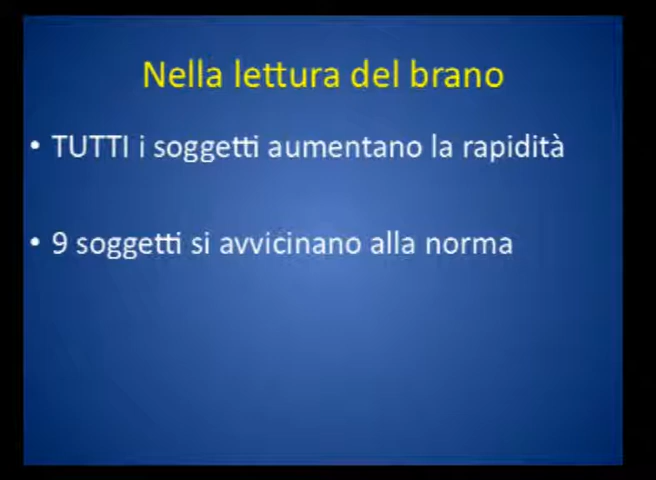 Nella lettura del brano
• TUTTI i soggetti aumentano la rapidità
• 9 soggetti si avvicinano alla norma